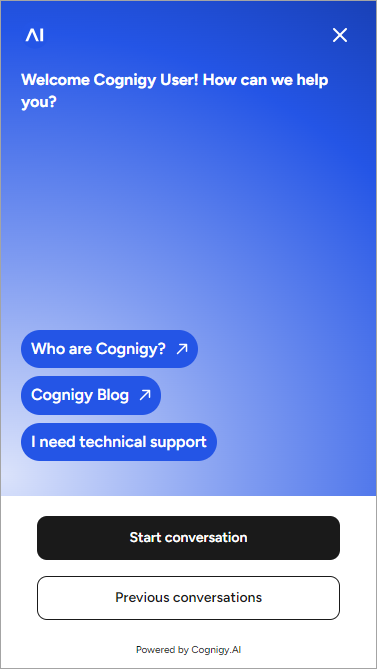 AI
Welcome Cognigy User! How can we help
you?
Who are Cognigy?
Cognigy Blog
I need technical support
Start conversation
Previous conversations
Powered by Cognigy.AI